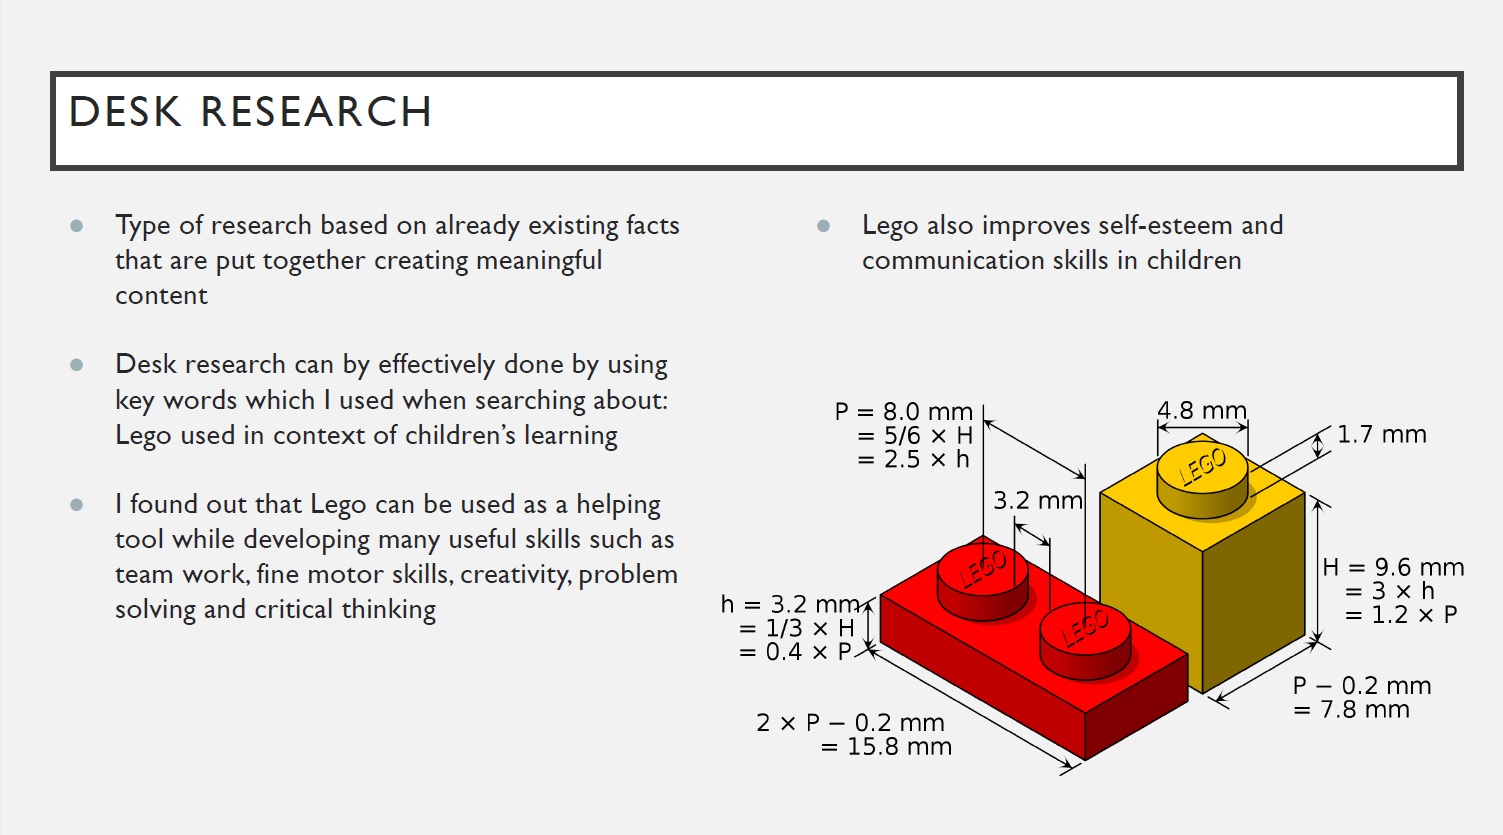 DESK RESEARCH
Type of research based on already existing facts
that are put together creating meaningful
content
Desk research can by effectively done by using
key words which I used when searching about:
Lego used in context of children’s learning
I found out that Lego can be used as a helping
tool while developing many useful skills such as
team work, fine motor skills, creativity, problem
solving and critical thinking
Lego also improves self-esteem and
communication skills in children
P = 8.0 mm
= 5/6 × H
= 2.5 × h
4.8 mm
1.7 mm
3.2 mm
LEGO
LEGO
LEGO
H = 9.6 mm
= 3 × h
= 1.2 × P
h = 3.2 mm
= 1/3 × H
= 0.4 × P
P − 0.2 mm
= 7.8 mm
2 × P − 0.2 mm
= 15.8 mm